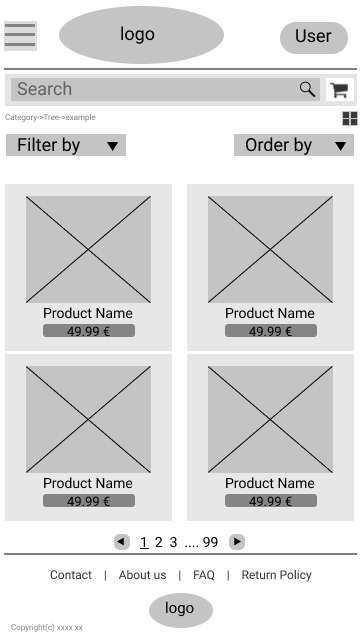 logo
User
Search
Category->Tree->example
Filter by
Order by
Product Name
49.99 €
Product Name
49.99 €
Product Name
49.99 €
Product Name
49.99 €
1 2 3 .... 99
Contact | About us | FAQ | Return Policy
logo
Copyright(c) xxxx xx